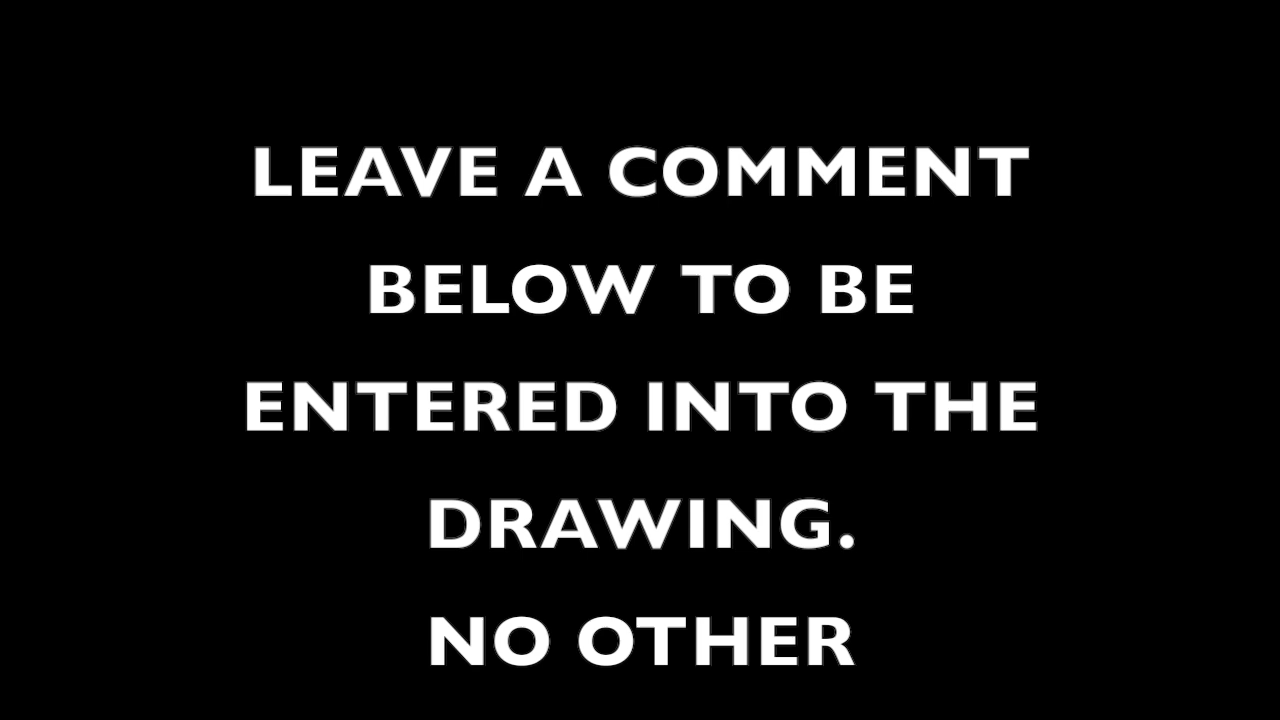 LEAVE A COMMENT
BELOW TO BE
ENTERED INTO THE
DRAWING.
NO OTHER